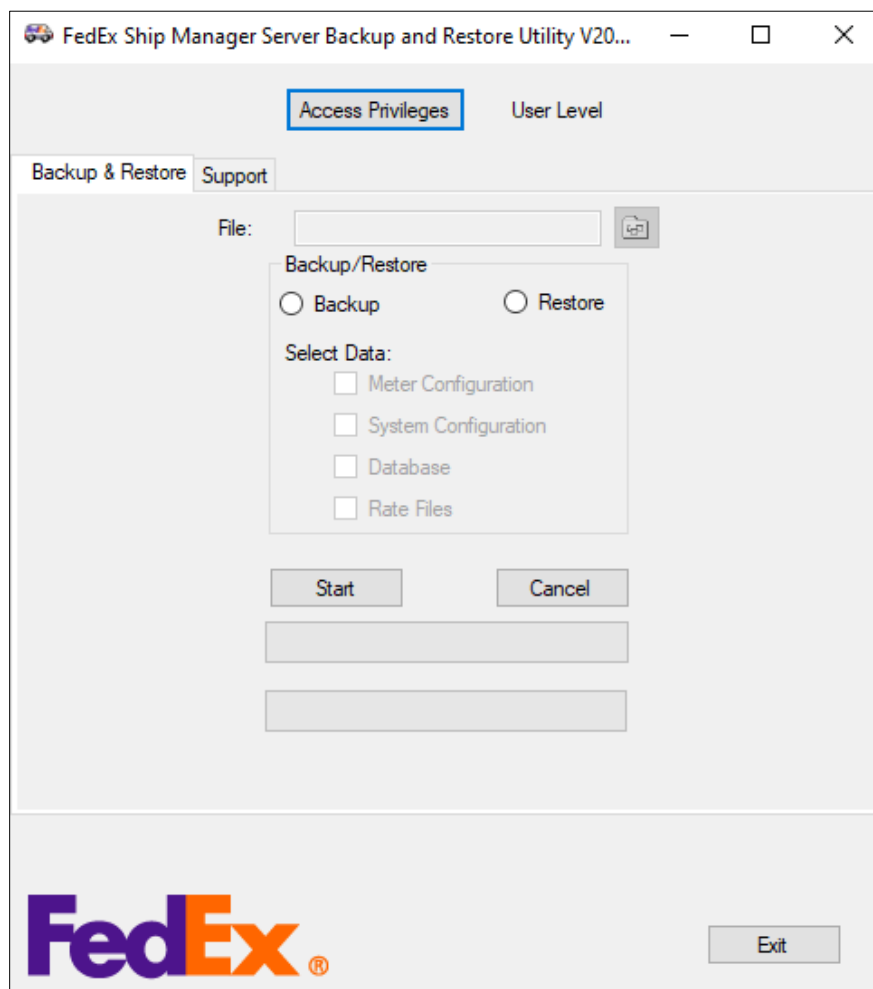 FedEx Ship Manager Server Backup and Restore Utility V20...
Access Privileges User Level
Backup & Restore Support
File:
Backup/Restore
Backup Restore
Select Data:
Meter Configuration
System Configuration
Database
Rate Files
Start Cancel
FedEx®
Exit